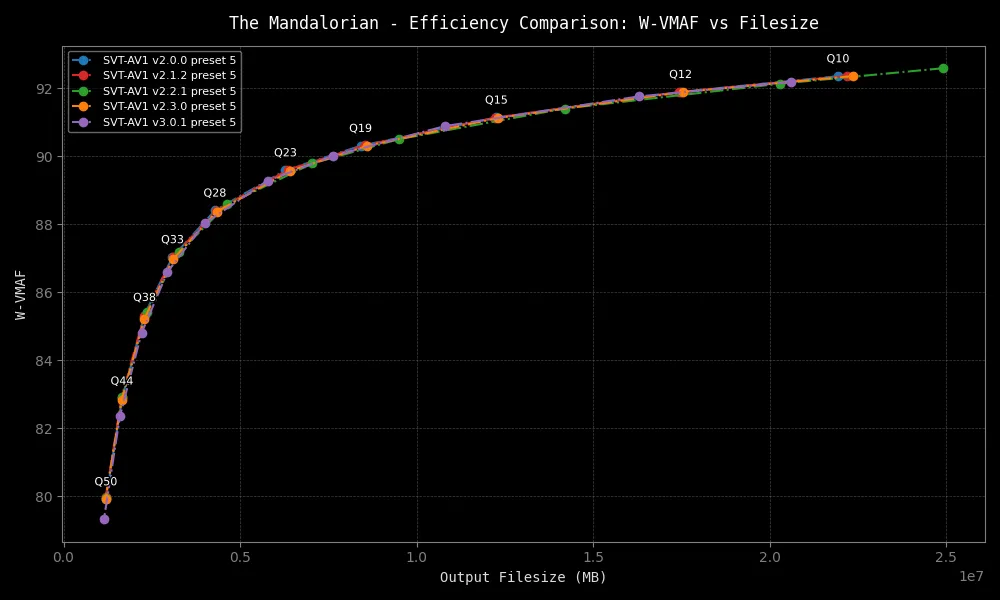 The Mandalorian - Efficiency Comparison: W-VMAF vs Filesize
SVT-AV1 v2.0.0 preset 5
SVT-AV1 v2.1.2 preset 5
SVT-AV1 v2.2.1 preset 5
SVT-AV1 v2.3.0 preset 5
SVT-AV1 v3.0.1 preset 5
Q10
Q12
Q15
Q19
Q23
Q28
Q33
Q38
Q44
Q50
W-VMAF
92
90
88
86
84
82
80
0.0 0.5 1.0 1.5 2.0 2.5
1e7
Output Filesize (MB)